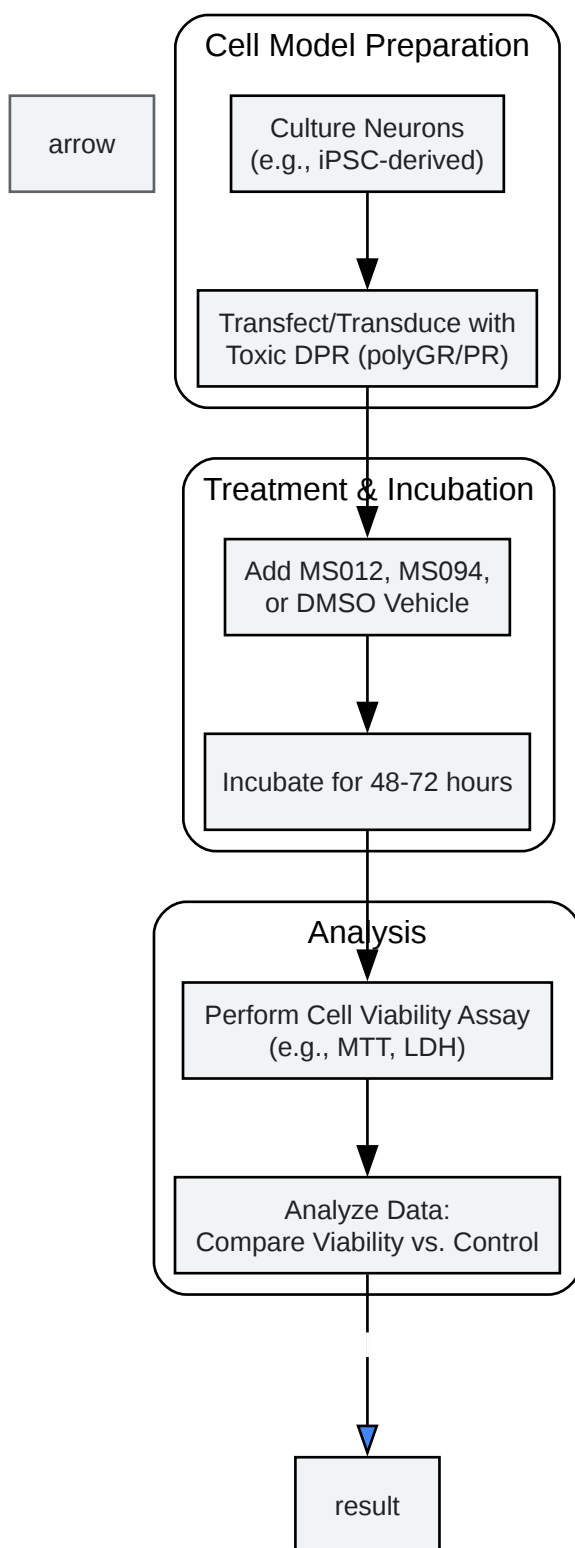 Cell Model Preparation
arrow
Culture Neurons
(e.g., iPSC-derived)
Transfect/Transduce with
Toxic DPR (polyGR/PR)
Treatment & Incubation
Add MS012, MS094,
or DMSO Vehicle
Incubate for 48-72 hours
Analysis
Perform Cell Viability Assay
(e.g., MTT, LDH)
Analyze Data:
Compare Viability vs. Control
result